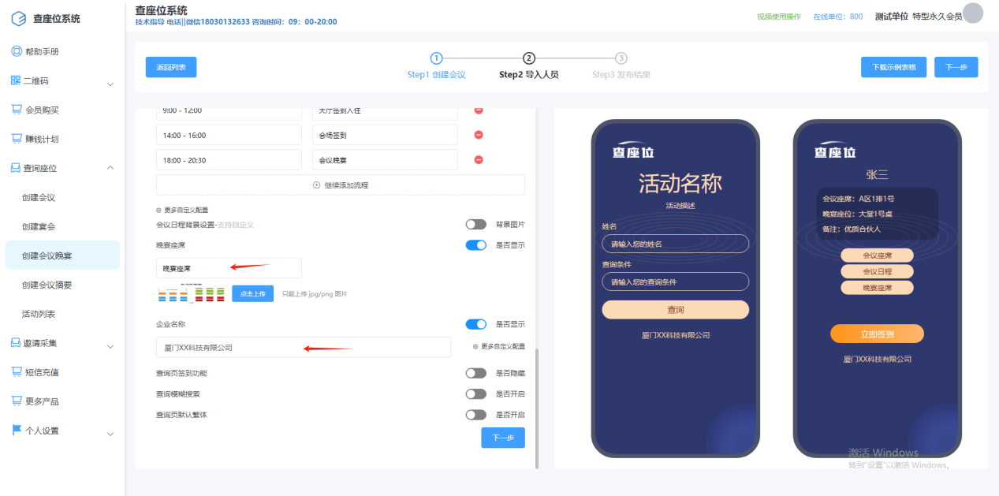 查座位系统
帮助手册
二维码
会员购买
赚钱计划
查询座位
创建会议
创建宴会
创建会议晚宴
创建会议摘要
活动列表
邀请采集
短信充值
更多产品
个人设置
查座位系统
技术指导 电话||微信18030132633 咨询时间：09：00-20:00
视频使用操作 在线单位：800 测试单位 特型永久会员
返回列表
1 2 3
Step1 创建会议 Step2 导入人员 Step3 发布结果
下载示例表格 下一步
9:00 - 12:00 大厅签到入住
14:00 - 16:00 会场签到
18:00 - 20:30 会议晚宴
继续添加流程
更多自定义配置
会议日程背景设置-支持自定义 背景图片
晚宴座席 是否显示
晚宴座席
点击上传 只能上传 jpg/png 图片
企业名称 是否显示
厦门XX科技有限公司 更多自定义配置
查询页签到功能 是否隐藏
查询模糊搜索 是否开启
查询页默认繁体 是否开启
下一步
查座位
活动名称
活动描述
姓名
请输入您的姓名
查询条件
请输入您的查询条件
查询
厦门XX科技有限公司
查座位
张三
会议座席：A区1排1号
晚宴座位：大堂1号桌
备注：优质合伙人
会议座席
会议日程
晚宴座席
立即签到
厦门XX科技有限公司
激活 Windows
转到"设置"以激活 Windows。